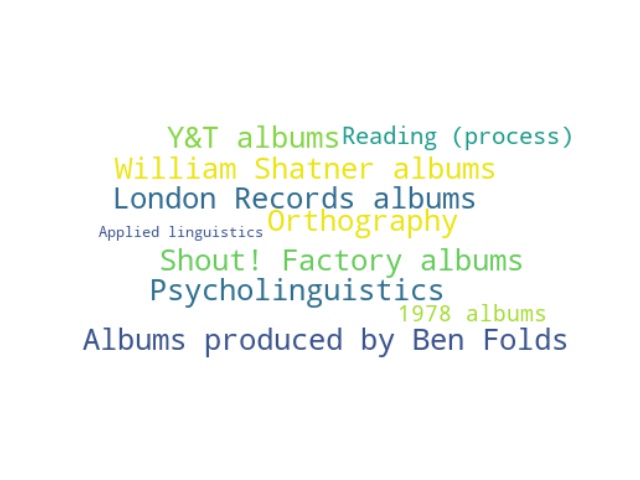 Y&T albums Reading (process)
William Shatner albums
London Records albums
Applied linguistics Orthography
Shout! Factory albums
Psycholinguistics
1978 albums
Albums produced by Ben Folds